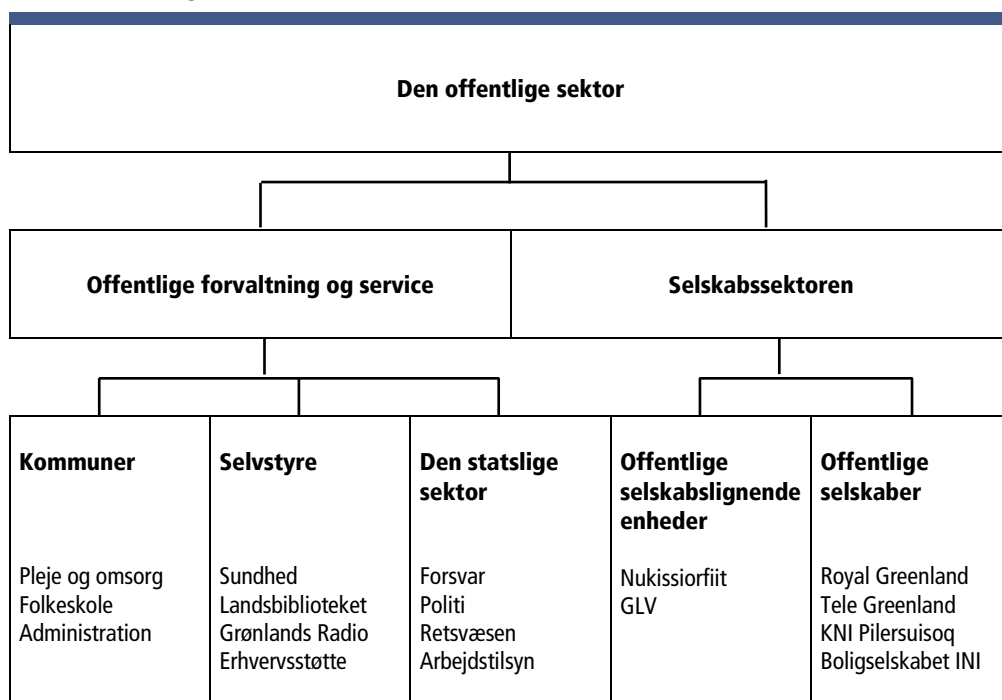 Den offentlige sektor
Offentlige forvaltning og service
Selskabssektoren
Kommuner
Pleje og omsorg
Folkeskole
Administration
Selvstyre
Sundhed
Landsbiblioteket
Grønlands Radio
Erhvervsstøtte
Den statslige
sektor
Forsvar
Politi
Retsvæsen
Arbejdstilsyn
Offentlige
selskabslignende
enheder
Nukissiorfiit
GLV
Offentlige
selskaber
Royal Greenland
Tele Greenland
KNI Pilersuisoq
Boligselskabet INI